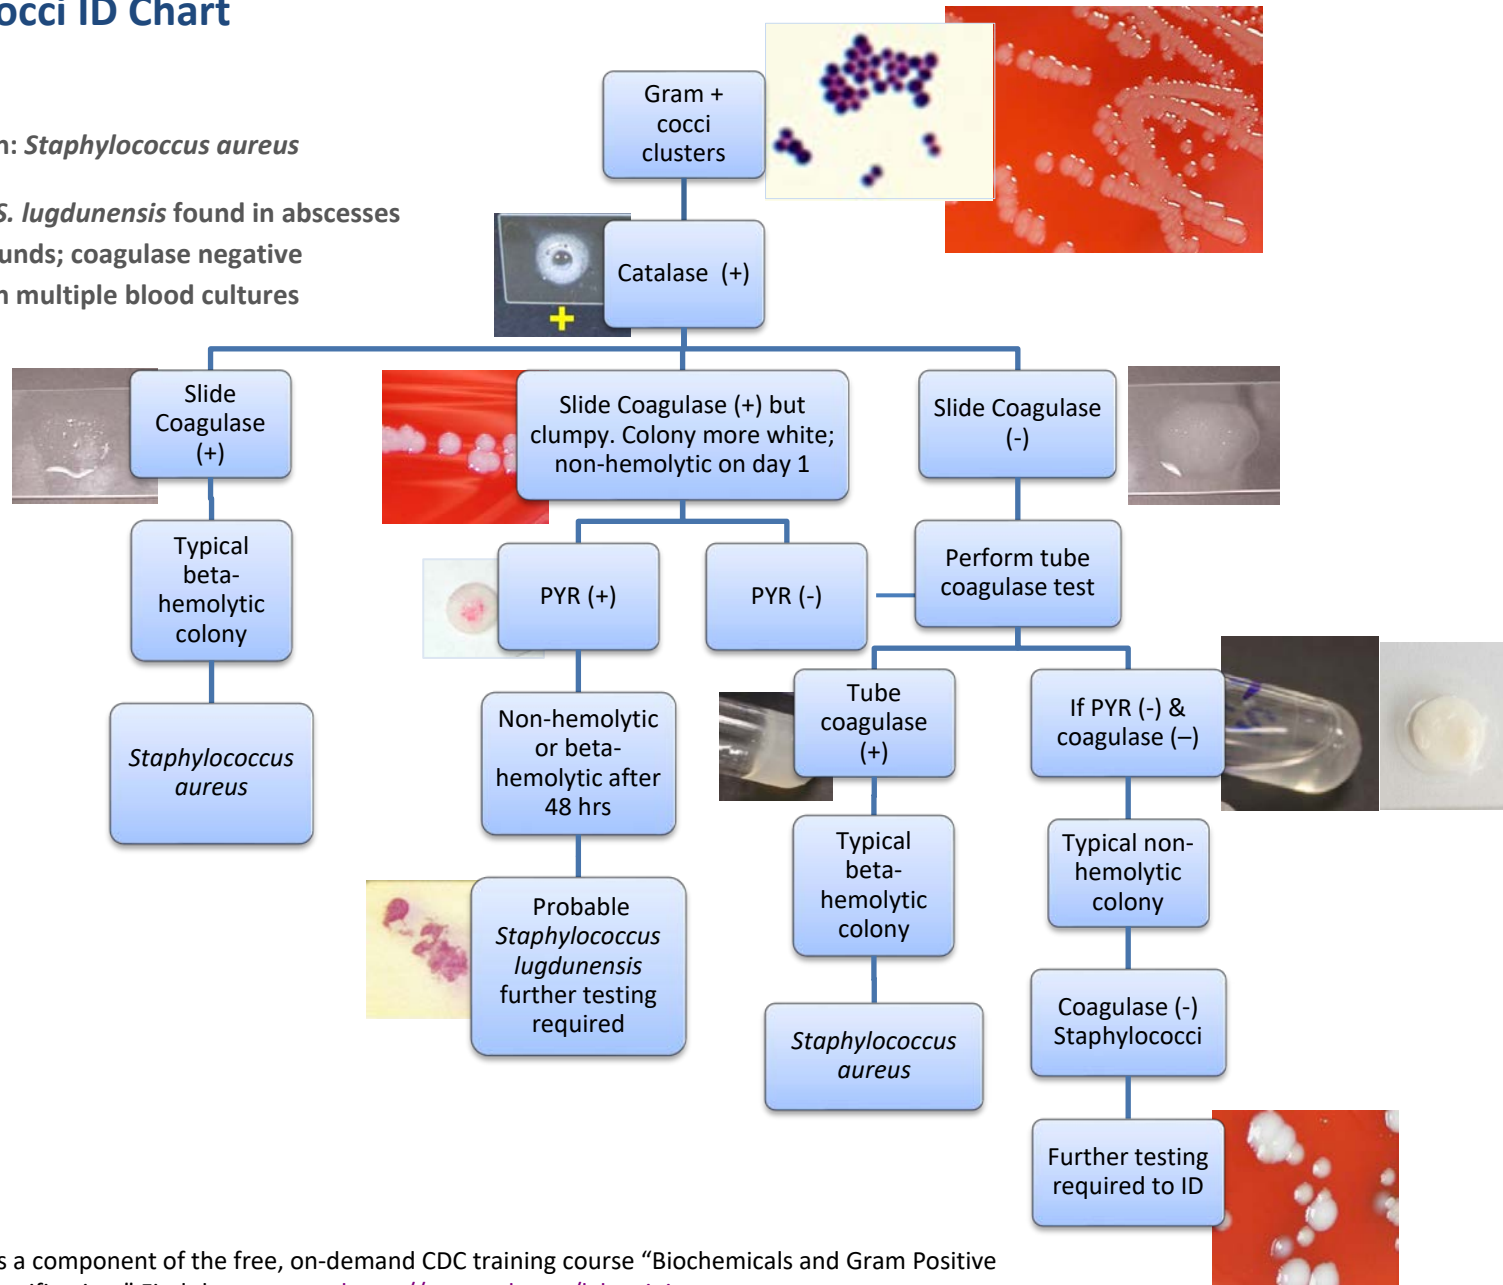 cocci ID Chart
n: Staphylococcus aureus
S. lugdunensis found in abscesses
unds; coagulase negative
n multiple blood cultures
Gram +
cocci
clusters
Catalase (+)
+
Slide
Coagulase
(+)
Slide Coagulase (+) but
clumpy. Colony more white;
non-hemolytic on day 1
Slide Coagulase
(-)
Typical
beta-
hemolytic
colony
PYR (+)
PYR (-)
Perform tube
coagulase test
Staphylococcus
aureus
Non-hemolytic
or beta-
hemolytic after
48 hrs
Tube
coagulase
(+)
If PYR (-) &
coagulase (–)
Probable
Staphylococcus
lugdunensis
further testing
required
Typical
beta-
hemolytic
colony
Typical non-
hemolytic
colony
Staphylococcus
aureus
Coagulase (-)
Staphylococci
Further testing
required to ID
s a component of the free, on-demand CDC training course “Biochemicals and Gram Positive